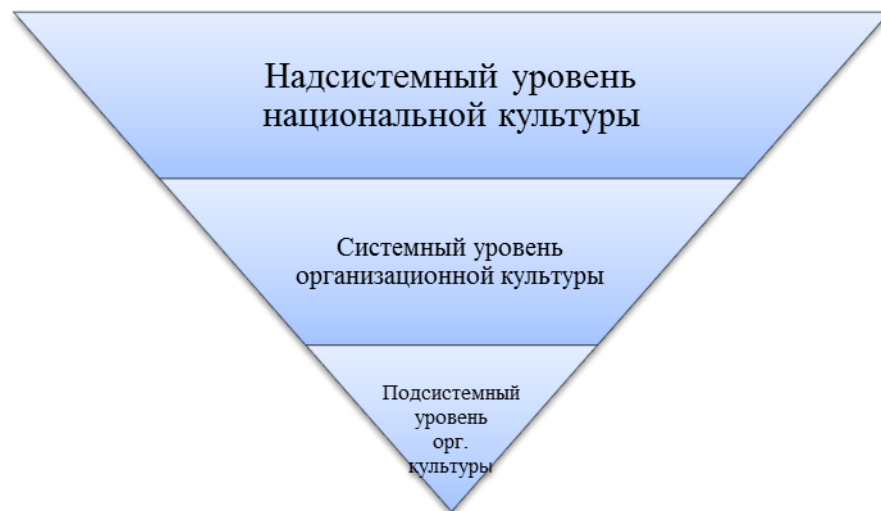 Надсистемный уровень
национальной культуры
Системный уровень
организационной культуры
Подсистемный
уровень
орг.
культуры